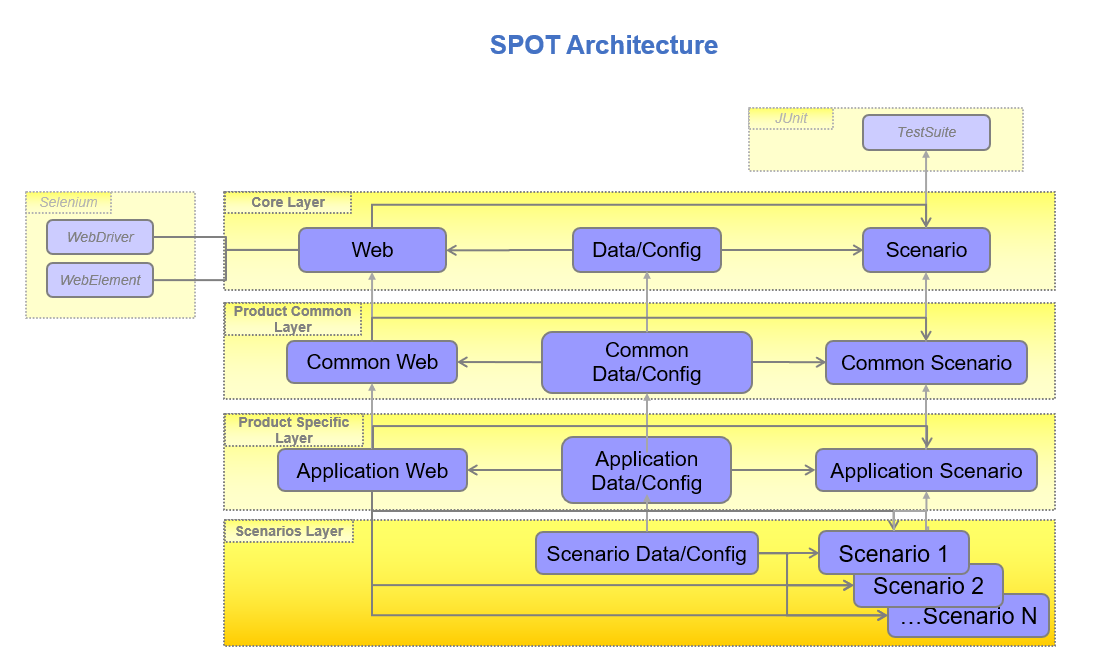 SPOT Architecture
JUnit
TestSuite
Selenium
WebDriver
WebElement
Core Layer
Web
Data/Config
Scenario
Product Common
Layer
Common Web
Common
Data/Config
Common Scenario
Product Specific
Layer
Application Web
Application
Data/Config
Application Scenario
Scenarios Layer
Scenario Data/Config
Scenario 1
Scenario 2
...Scenario N